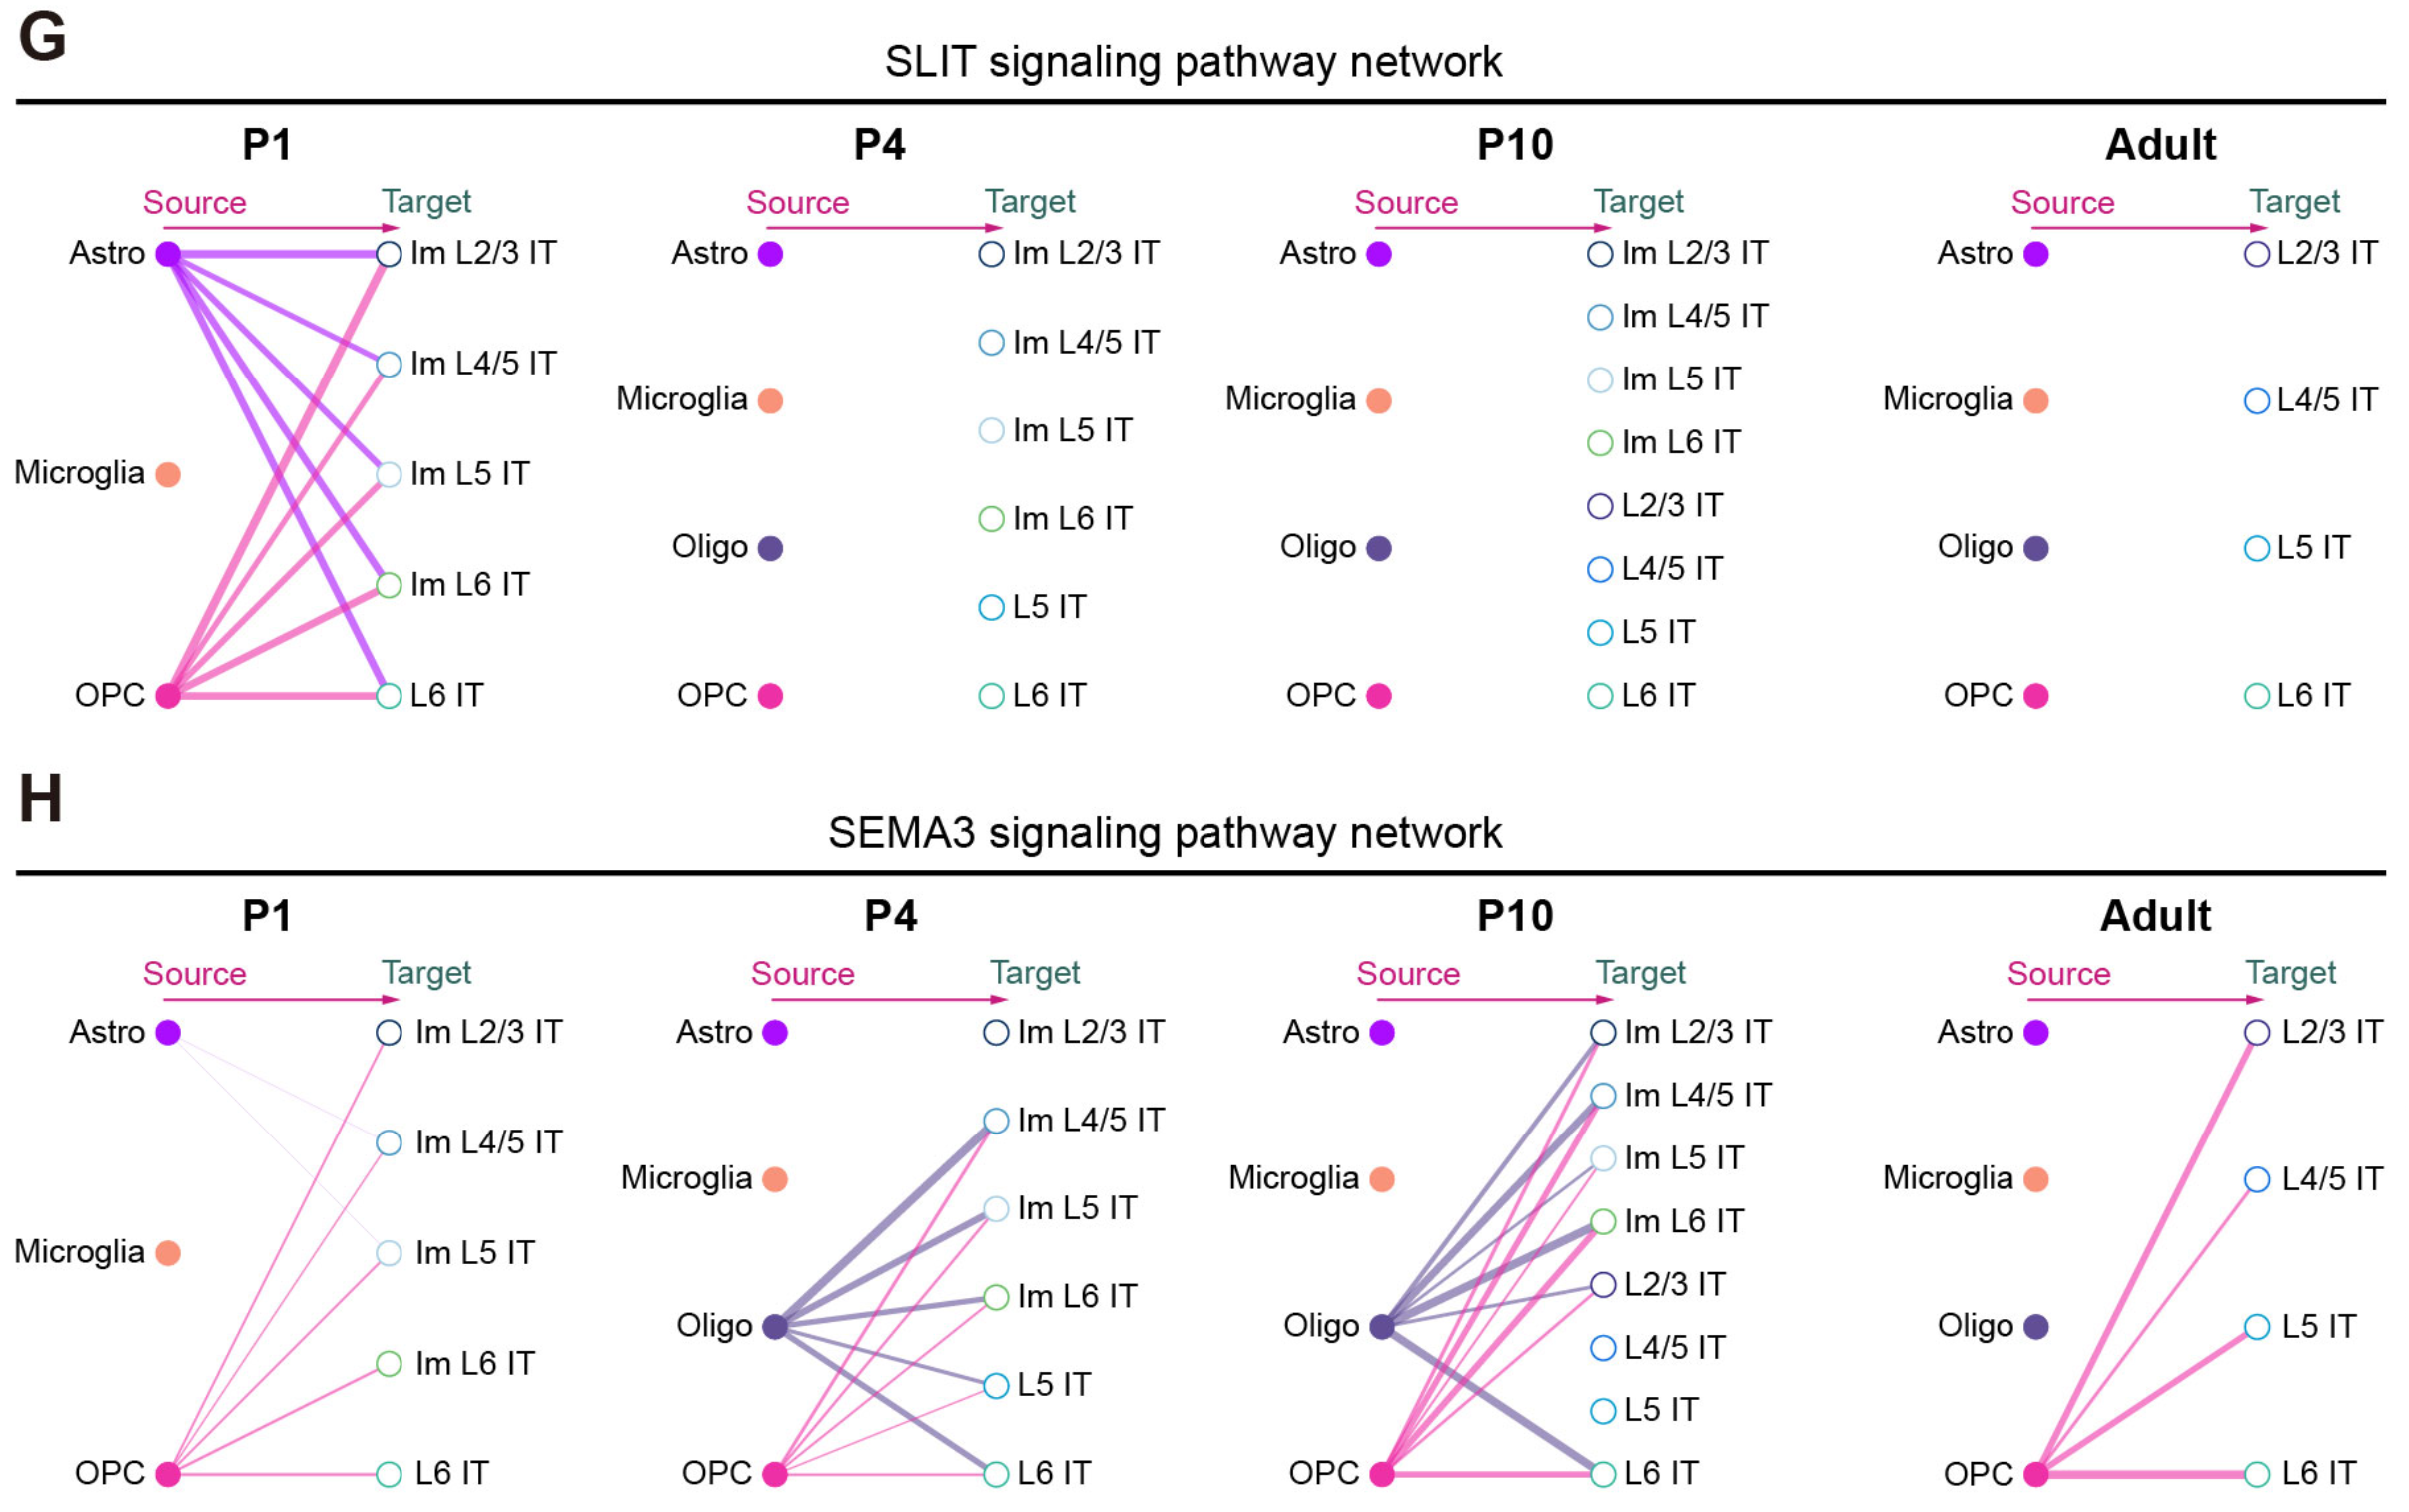 G
SLIT signaling pathway network
P1
Source
Target
Astro
Microglia
OPC
Im L2/3 IT
Im L4/5 IT
Im L5 IT
Im L6 IT
L6 IT
P4
Source
Target
Astro
Microglia
Oligo
OPC
Im L2/3 IT
Im L4/5 IT
Im L5 IT
Im L6 IT
L5 IT
L6 IT
P10
Source
Target
Astro
Microglia
Oligo
OPC
Im L2/3 IT
Im L4/5 IT
Im L5 IT
Im L6 IT
L2/3 IT
L4/5 IT
L5 IT
L6 IT
Adult
Source
Target
Astro
Microglia
Oligo
OPC
L2/3 IT
L4/5 IT
L5 IT
L6 IT
H
SEMA3 signaling pathway network
P1
Source
Target
Astro
Microglia
OPC
Im L2/3 IT
Im L4/5 IT
Im L5 IT
Im L6 IT
L6 IT
P4
Source
Target
Astro
Microglia
Oligo
OPC
Im L2/3 IT
Im L4/5 IT
Im L5 IT
Im L6 IT
L5 IT
L6 IT
P10
Source
Target
Astro
Microglia
Oligo
OPC
Im L2/3 IT
Im L4/5 IT
Im L5 IT
Im L6 IT
L2/3 IT
L4/5 IT
L5 IT
L6 IT
Adult
Source
Target
Astro
Microglia
Oligo
OPC
L2/3 IT
L4/5 IT
L5 IT
L6 IT